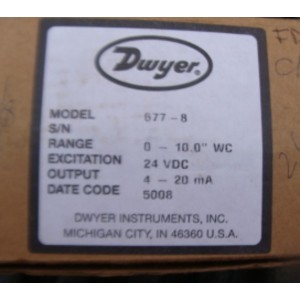 Dwyer®
MODEL 677-8
S/N
RANGE 0 - 10.0" WC
EXCITATION 24 VDC
OUTPUT 4 - 20 mA
DATE CODE 5008
DWYER INSTRUMENTS, INC.
MICHIGAN CITY, IN 46360 U.S.A.